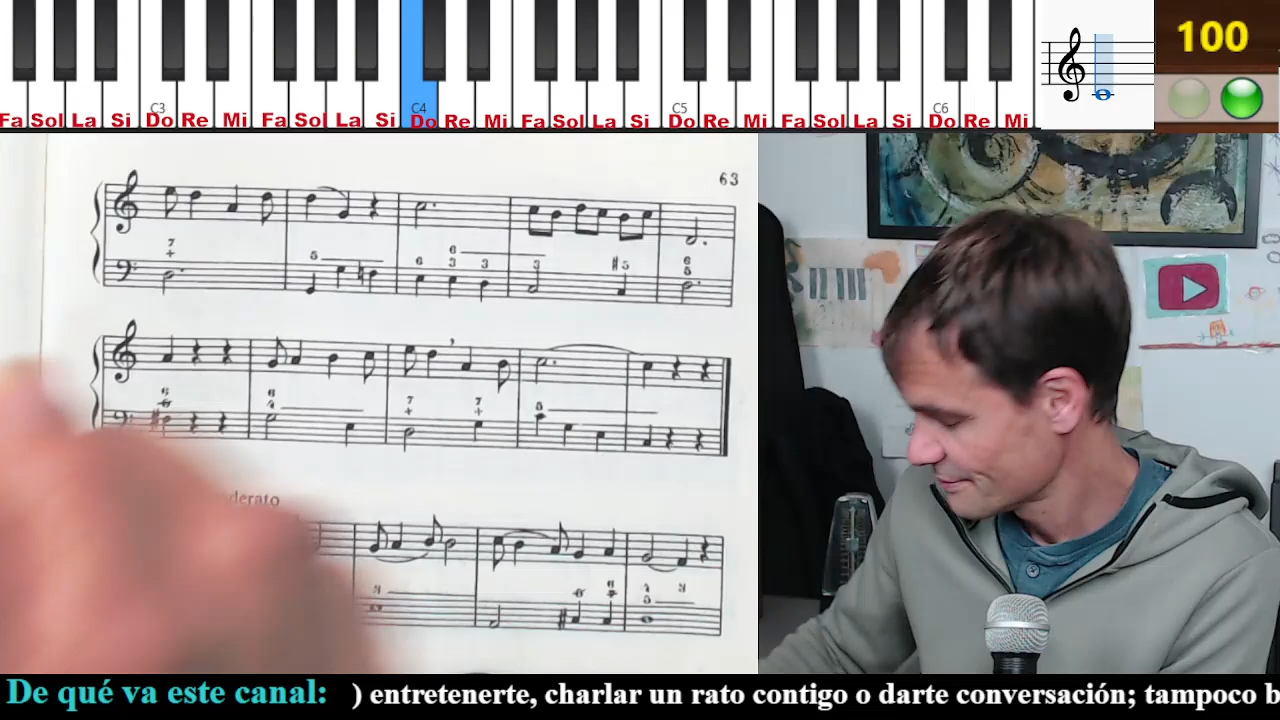 100
C3 C4 C5 C6
Fa Sol La Si Do Re Mi Fa Sol La Si Do Re Mi Fa Sol La Si Do Re Mi Fa Sol La Si Do Re Mi
63
derato
De qué va este canal: ) entretenerte, charlar un rato contigo o darte conversación; tampoco b